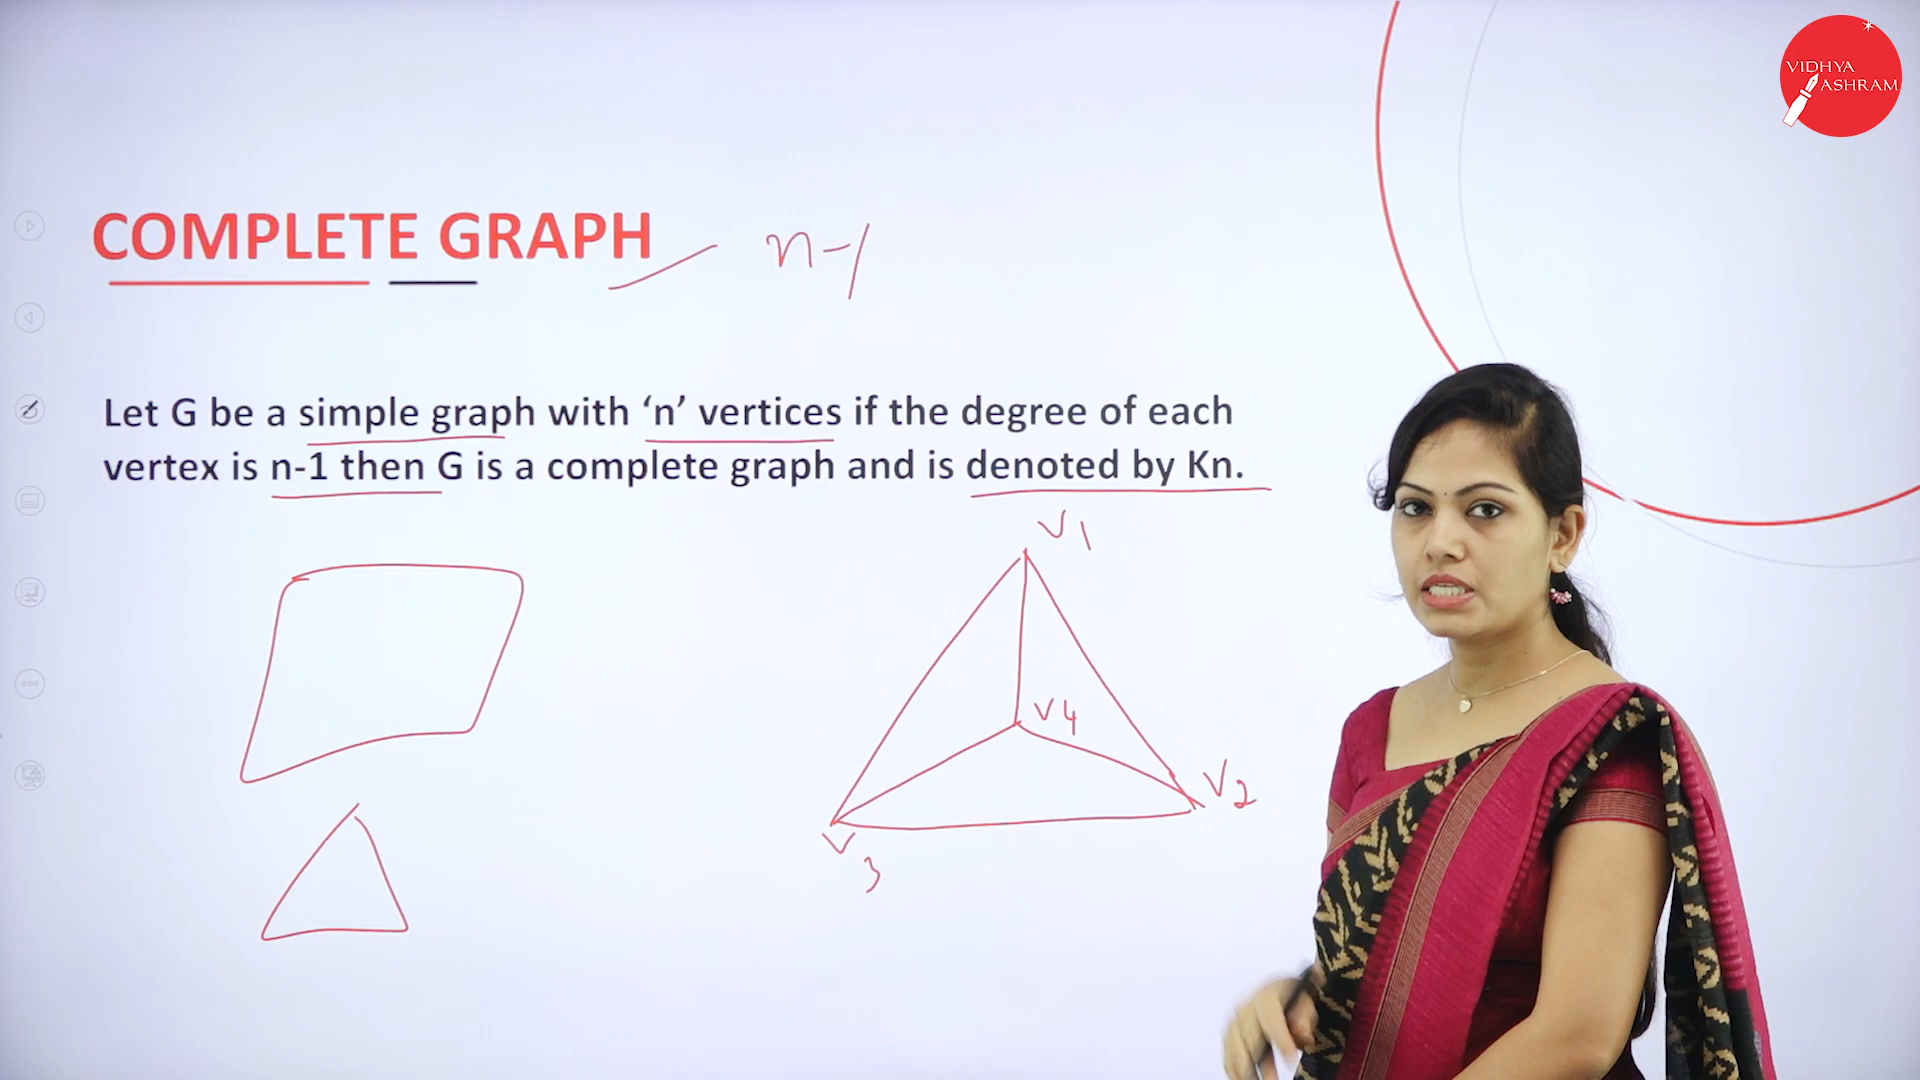 VIDHYA
ASHRAM
COMPLETE GRAPH
n-1
Let G be a simple graph with ‘n’ vertices if the degree of each
vertex is n-1 then G is a complete graph and is denoted by Kn.
V1
V4
V2
V3